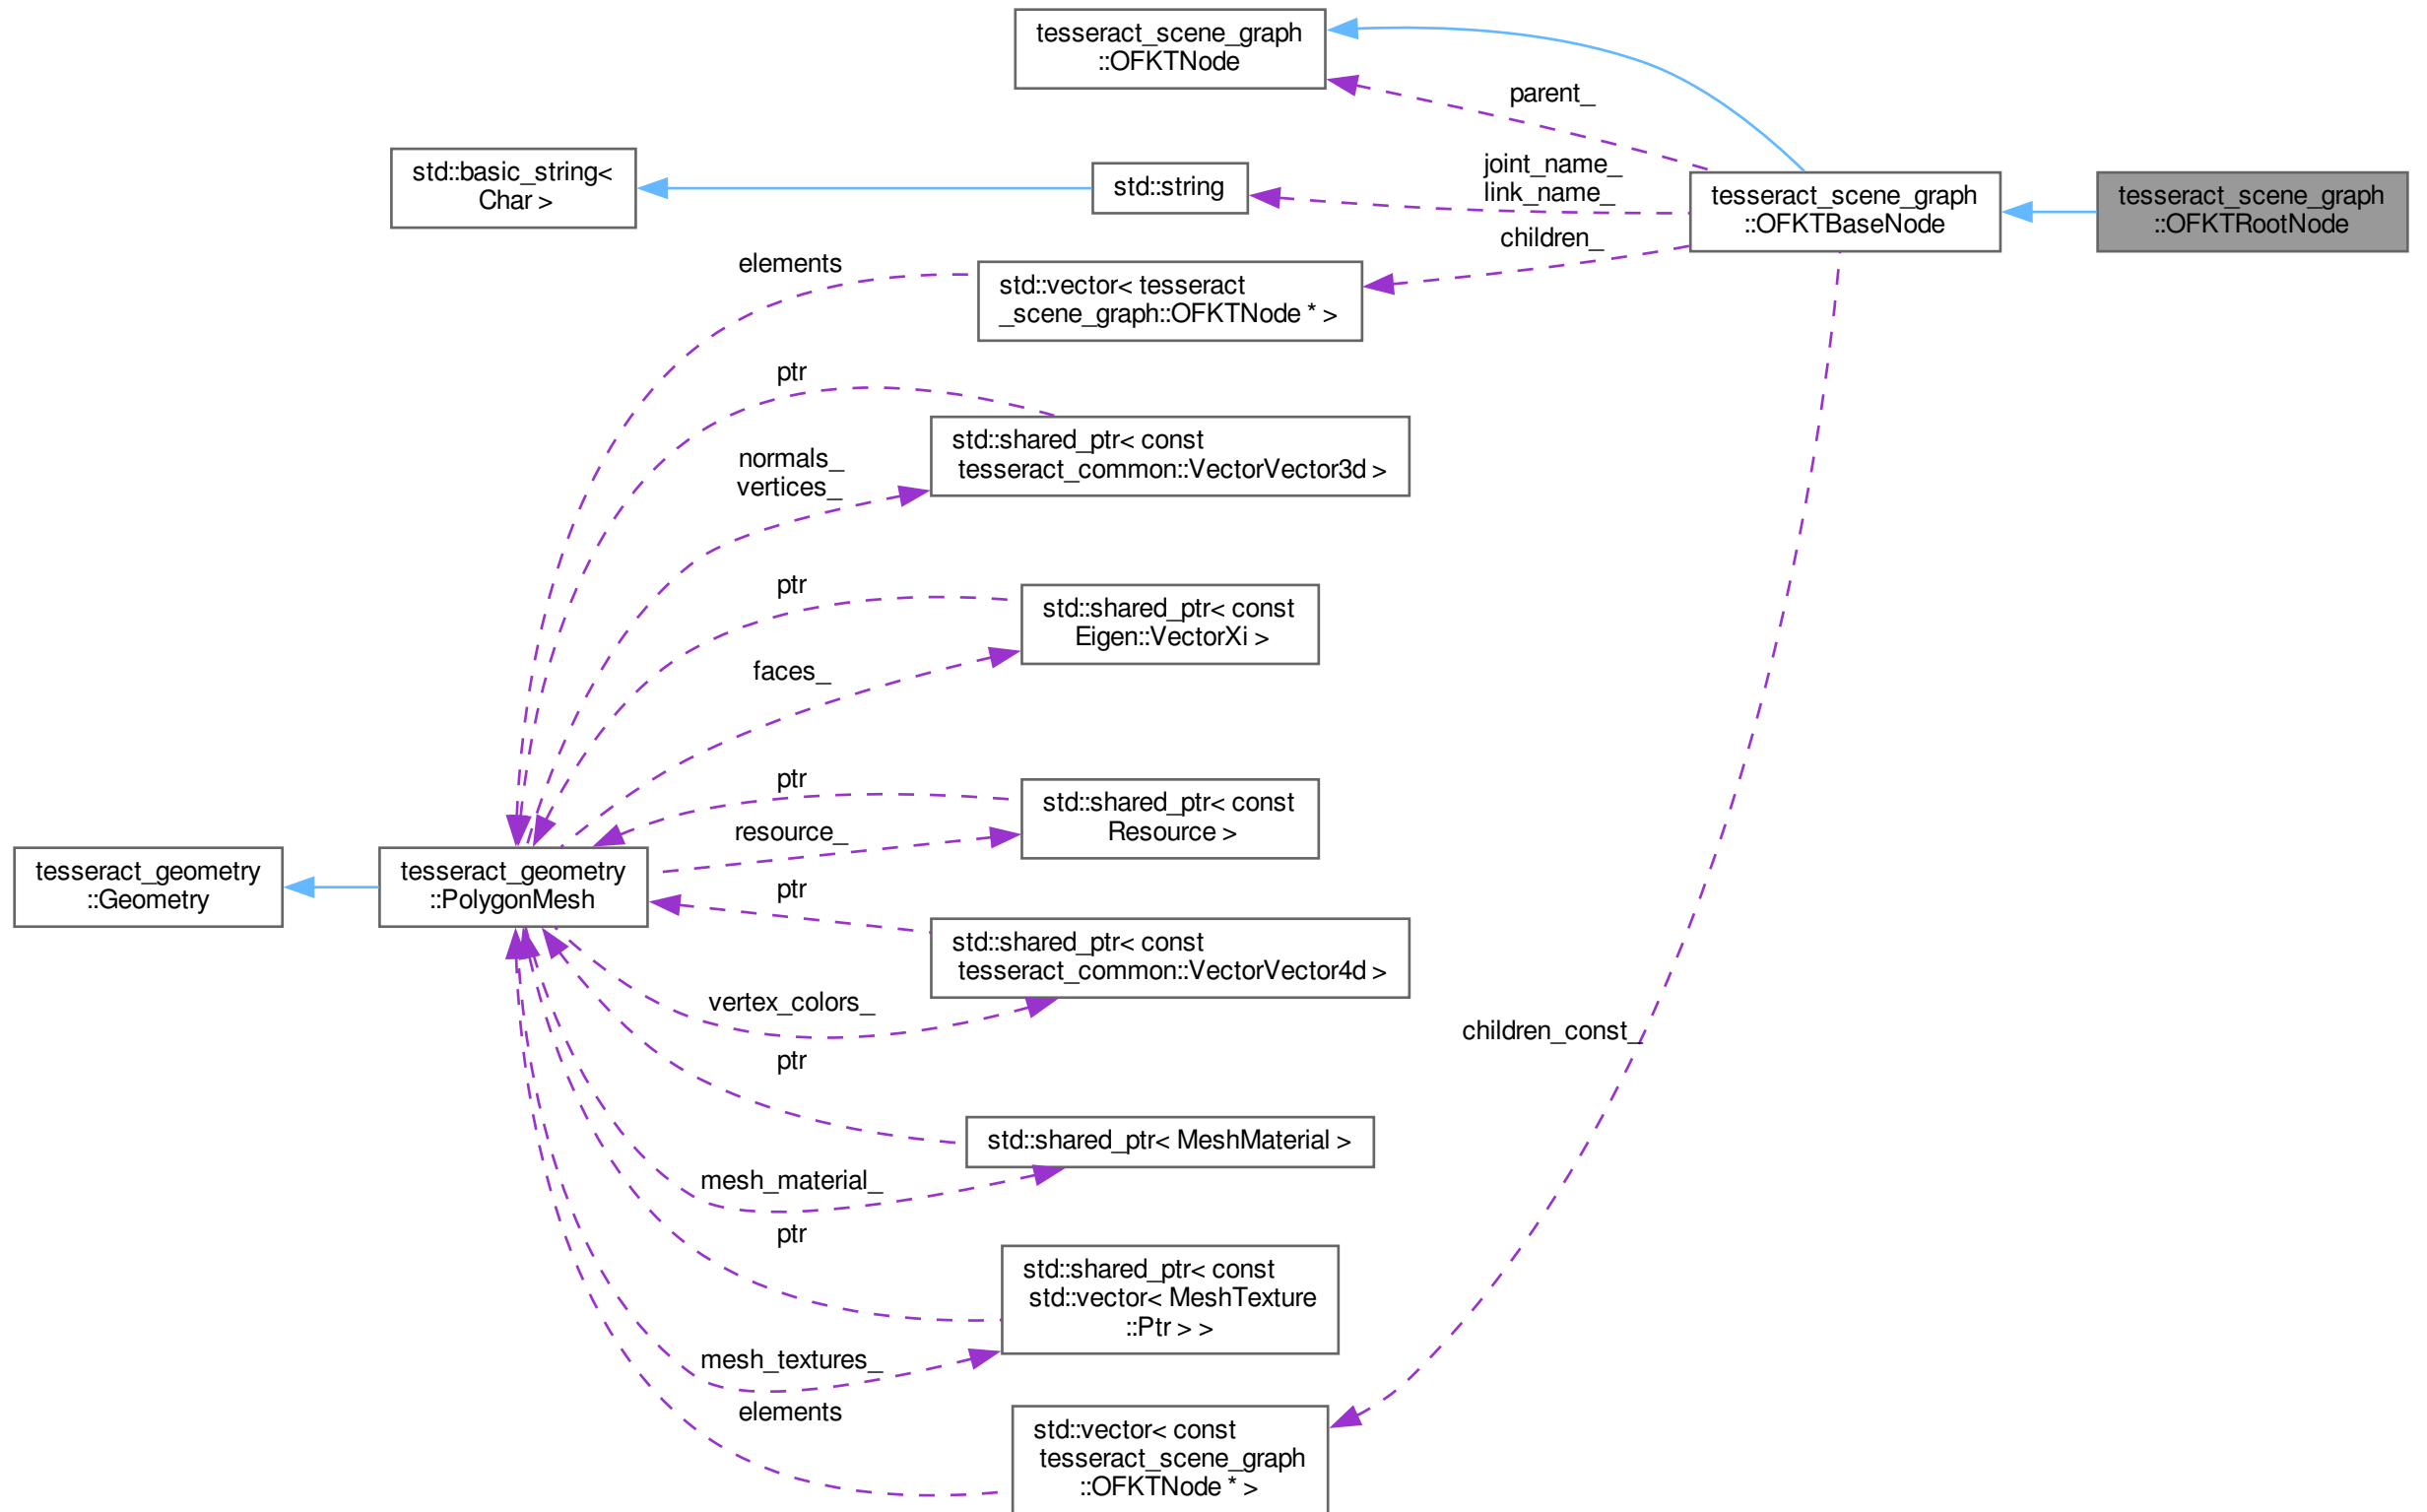 tesseract_scene_graph
::OFKTNode
parent_
std::basic_string<
Char >
std::string
joint_name_
link_name_
tesseract_scene_graph
::OFKTBaseNode
tesseract_scene_graph
::OFKTRootNode
children_
elements
std::vector< tesseract
_scene_graph::OFKTNode * >
ptr
std::shared_ptr< const
tesseract_common::VectorVector3d >
normals_
vertices_
ptr
std::shared_ptr< const
Eigen::VectorXi >
faces_
ptr
std::shared_ptr< const
Resource >
resource_
tesseract_geometry
::Geometry
tesseract_geometry
::PolygonMesh
ptr
std::shared_ptr< const
tesseract_common::VectorVector4d >
vertex_colors_
children_const_
ptr
std::shared_ptr< MeshMaterial >
mesh_material_
ptr
std::shared_ptr< const
std::vector< MeshTexture
::Ptr > >
mesh_textures_
elements
std::vector< const
tesseract_scene_graph
::OFKTNode * >